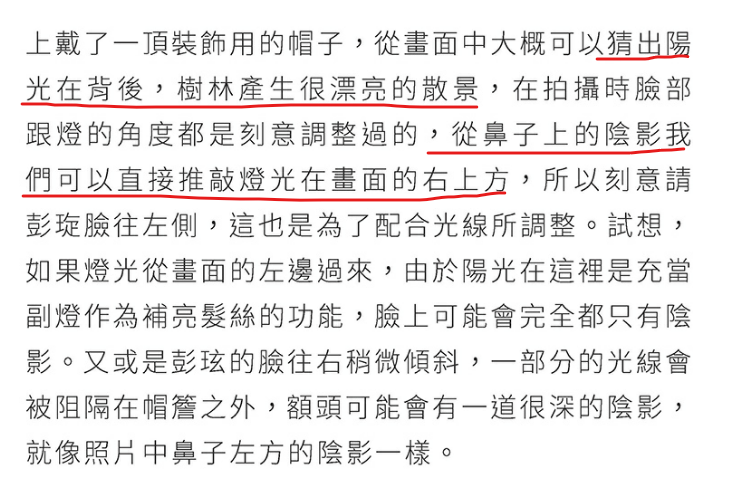 上戴了一頂裝飾用的帽子，從畫面中大概可以猜出陽
光在背後，樹林產生很漂亮的散景，在拍攝時臉部
跟燈的角度都是刻意調整過的，從鼻子上的陰影我
們可以直接推敲燈光在畫面的右上方，所以刻意請
彭琁臉往左側，這也是為了配合光線所調整。試想，
如果燈光從畫面的左邊過來，由於陽光在這裡是充當
副燈作為補亮髮絲的功能，臉上可能會完全都只有陰
影。又或是彭玹的臉往右稍微傾斜，一部分的光線會
被阻隔在帽簷之外，額頭可能會有一道很深的陰影，
就像照片中鼻子左方的陰影一樣。